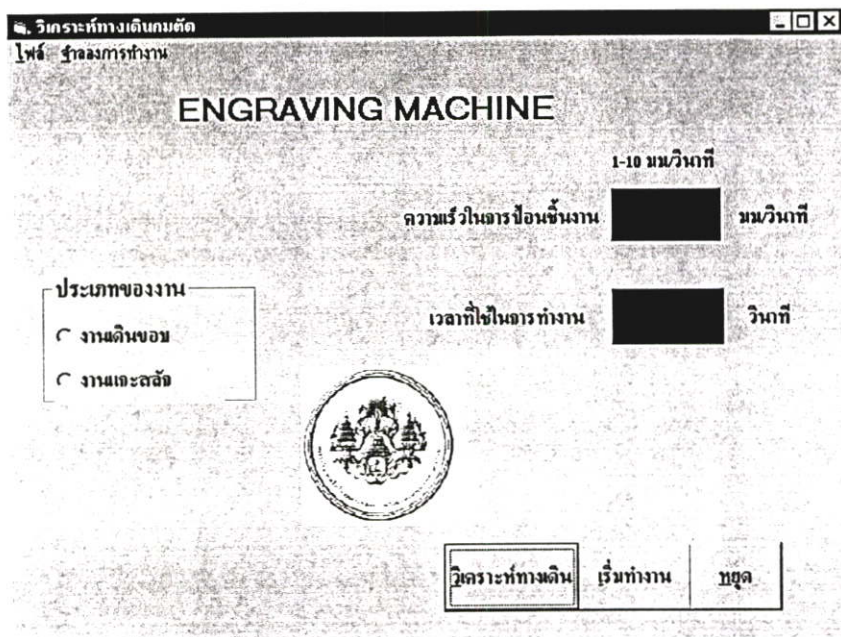 วิเคราะห์ทางเดินคมตัด
ไฟล์ จำลองการทำงาน
ENGRAVING MACHINE
1-10 มม/วินาที
ความเร็วในการป้อนชิ้นงาน มม/วินาที
ประเภทของงาน
เวลาที่ใช้ในการทำงาน วินาที
งานเดินขอบ
งานแกะสลัก
วิเคราะห์ทางเดิน เริ่มทำงาน หยุด